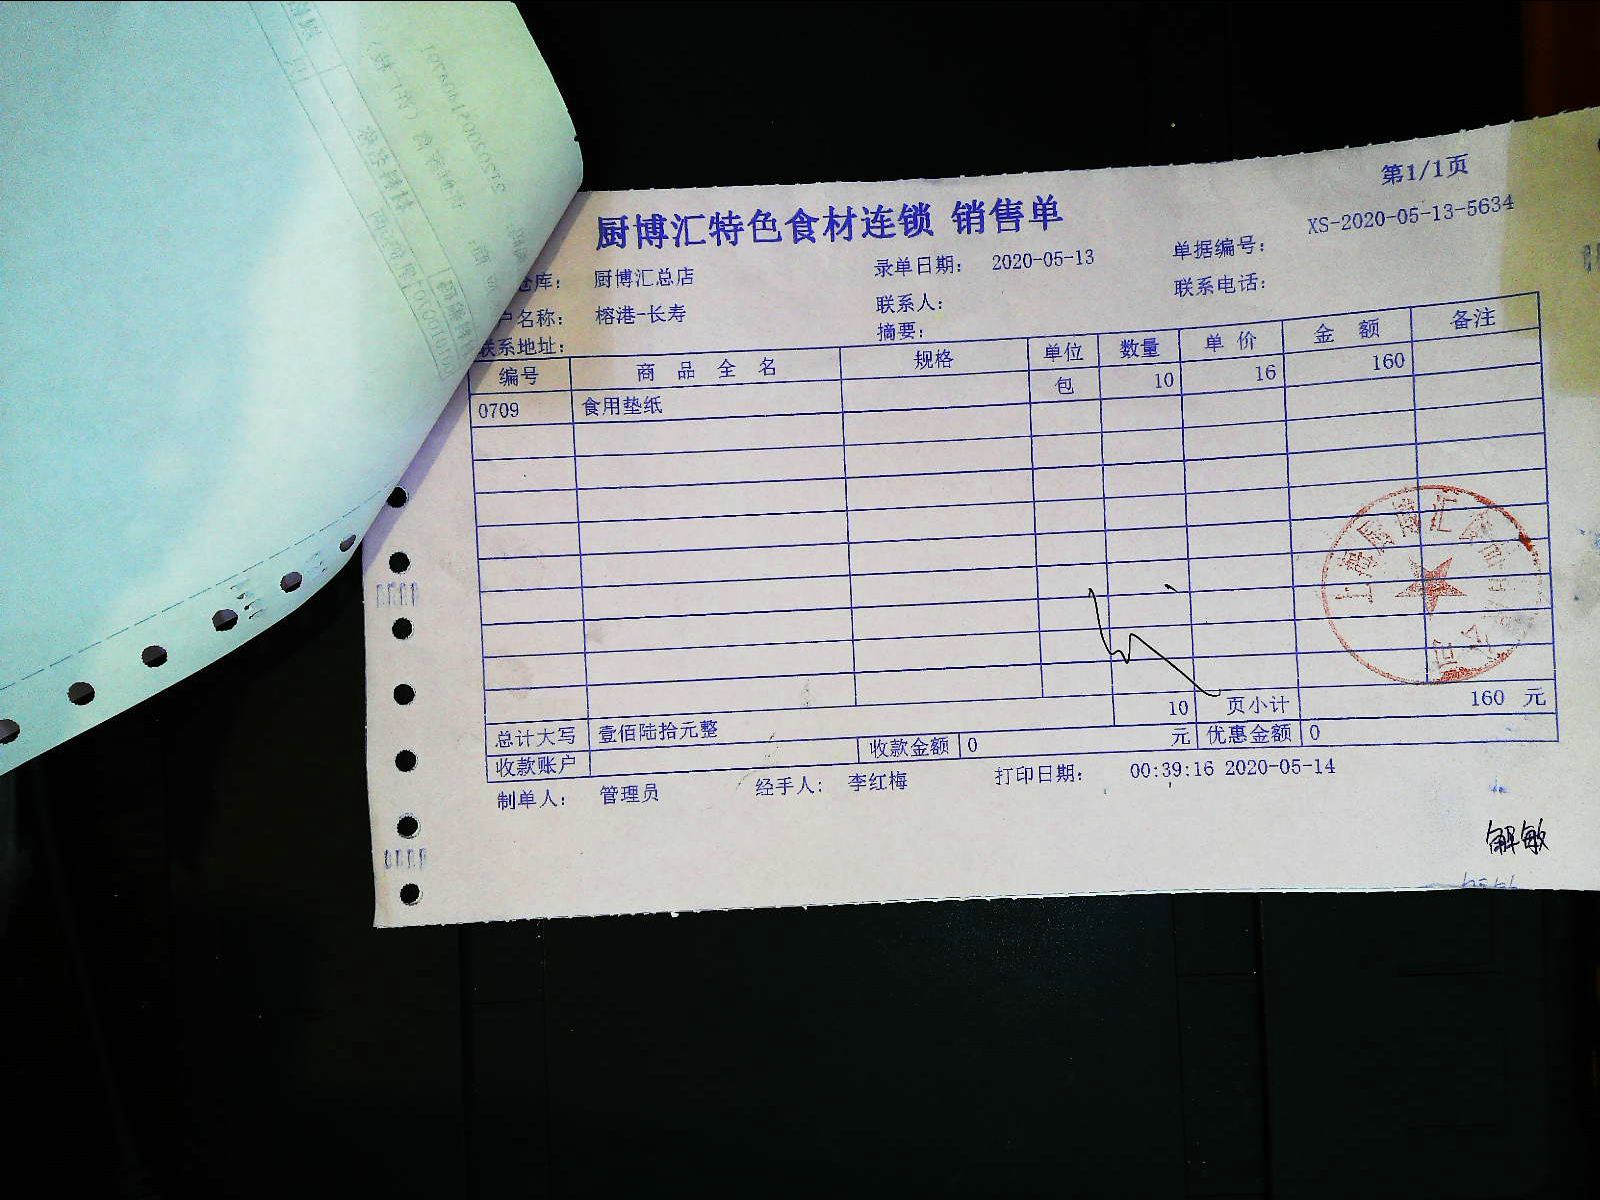 第1/1页
厨博汇特色食材连锁 销售单
仓库： 厨博汇总店 录单日期： 2020-05-13 单据编号： XS-2020-05-13-5634
户名称： 榕港-长寿 联系人： 联系电话：
联系地址： 摘要：
编号 商品全名 规格 单位 数量 单价 金额 备注
0709 食用垫纸 包 10 16 160
10 页小计 160 元
总计大写 壹佰陆拾元整
收款账户 收款金额 0 元 优惠金额 0
制单人： 管理员 经手人： 李红梅 打印日期： 00:39:16 2020-05-14
上海厨博汇
公司
解敏